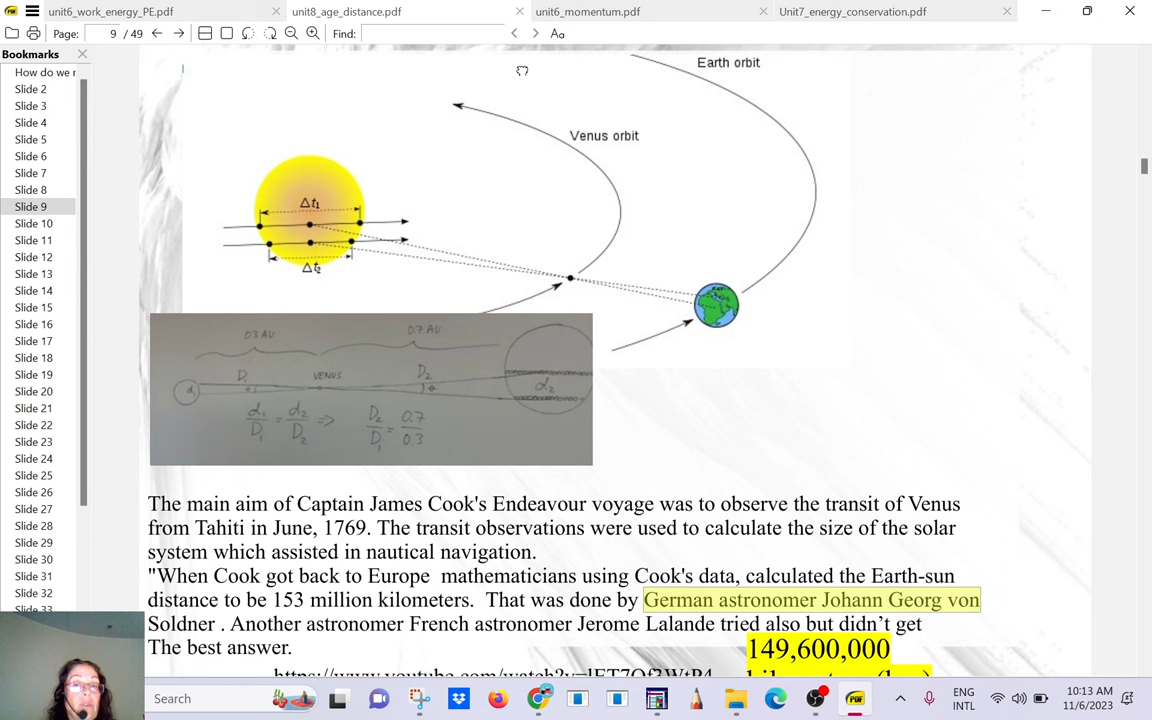 unit6_work_energy_PE.pdf
unit8_age_distance.pdf
unit6_momentum.pdf
Unit7_energy_conservation.pdf
Page: 9 / 49
Find:
Bookmarks
How do we r
Slide 2
Slide 3
Slide 4
Slide 5
Slide 6
Slide 7
Slide 8
Slide 9
Slide 10
Slide 11
Slide 12
Slide 13
Slide 14
Slide 15
Slide 16
Slide 17
Slide 18
Slide 19
Slide 20
Slide 21
Slide 22
Slide 23
Slide 24
Slide 25
Slide 26
Slide 27
Slide 28
Slide 29
Slide 30
Slide 31
Slide 32
Slide 33
Earth orbit
Venus orbit
Δt₁
Δt₂
0.3 AU
0.7 AU
D₁
VENUS
D₂
d₁
d₂
d₁/D₁ = d₂/D₂ ⇒ D₂/D₁ = 0.7/0.3
The main aim of Captain James Cook's Endeavour voyage was to observe the transit of Venus
from Tahiti in June, 1769. The transit observations were used to calculate the size of the solar
system which assisted in nautical navigation.
"When Cook got back to Europe mathematicians using Cook's data, calculated the Earth-sun
distance to be 153 million kilometers. That was done by German astronomer Johann Georg von
Soldner . Another astronomer French astronomer Jerome Lalande tried also but didn't get
The best answer.
149,600,000
Search
ENG
INTL
10:13 AM
11/6/2023